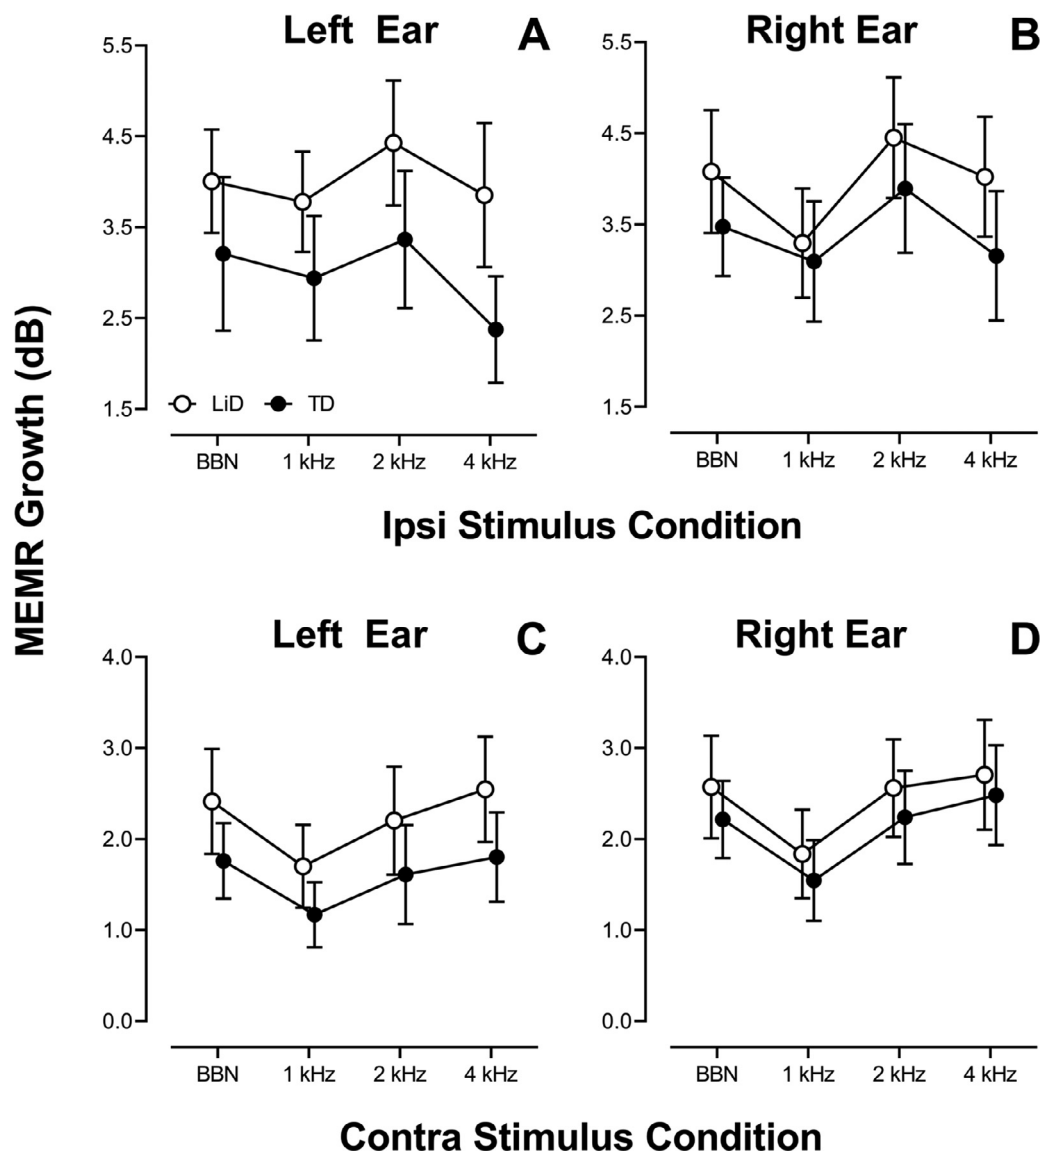 Left Ear A
5.5
4.5
3.5
2.5
1.5
LiD TD
BBN 1 kHz 2 kHz 4 kHz
Right Ear B
5.5
4.5
3.5
2.5
1.5
BBN 1 kHz 2 kHz 4 kHz
Ipsi Stimulus Condition
MEMR Growth (dB)
Left Ear C
4.0
3.0
2.0
1.0
0.0
BBN 1 kHz 2 kHz 4 kHz
Right Ear D
4.0
3.0
2.0
1.0
0.0
BBN 1 kHz 2 kHz 4 kHz
Contra Stimulus Condition